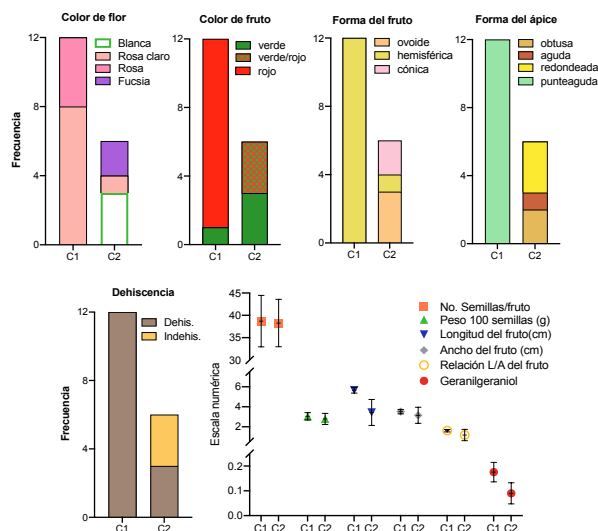 Color de flor
Frecuencia
12
8
4
0
C1
C2
Blanca
Rosa claro
Rosa
Fucsia
Color de fruto
12
8
4
0
C1
C2
verde
verde/rojo
rojo
Forma del fruto
12
8
4
0
C1
C2
ovoide
hemisférica
cónica
Forma del ápice
12
8
4
0
C1
C2
obtusa
aguda
redondeada
punteaguda
Dehiscencia
Frecuencia
12
8
4
0
C1
C2
Dehis.
Indehis.
Escala numérica
45
40
35
30
6
4
2
0.2
0.1
0.0
C1 C2
C1 C2
C1 C2
C1 C2
C1 C2
C1 C2
No. Semillas/fruto
Peso 100 semillas (g)
Longitud del fruto(cm)
Ancho del fruto (cm)
Relación L/A del fruto
Geranilgeraniol